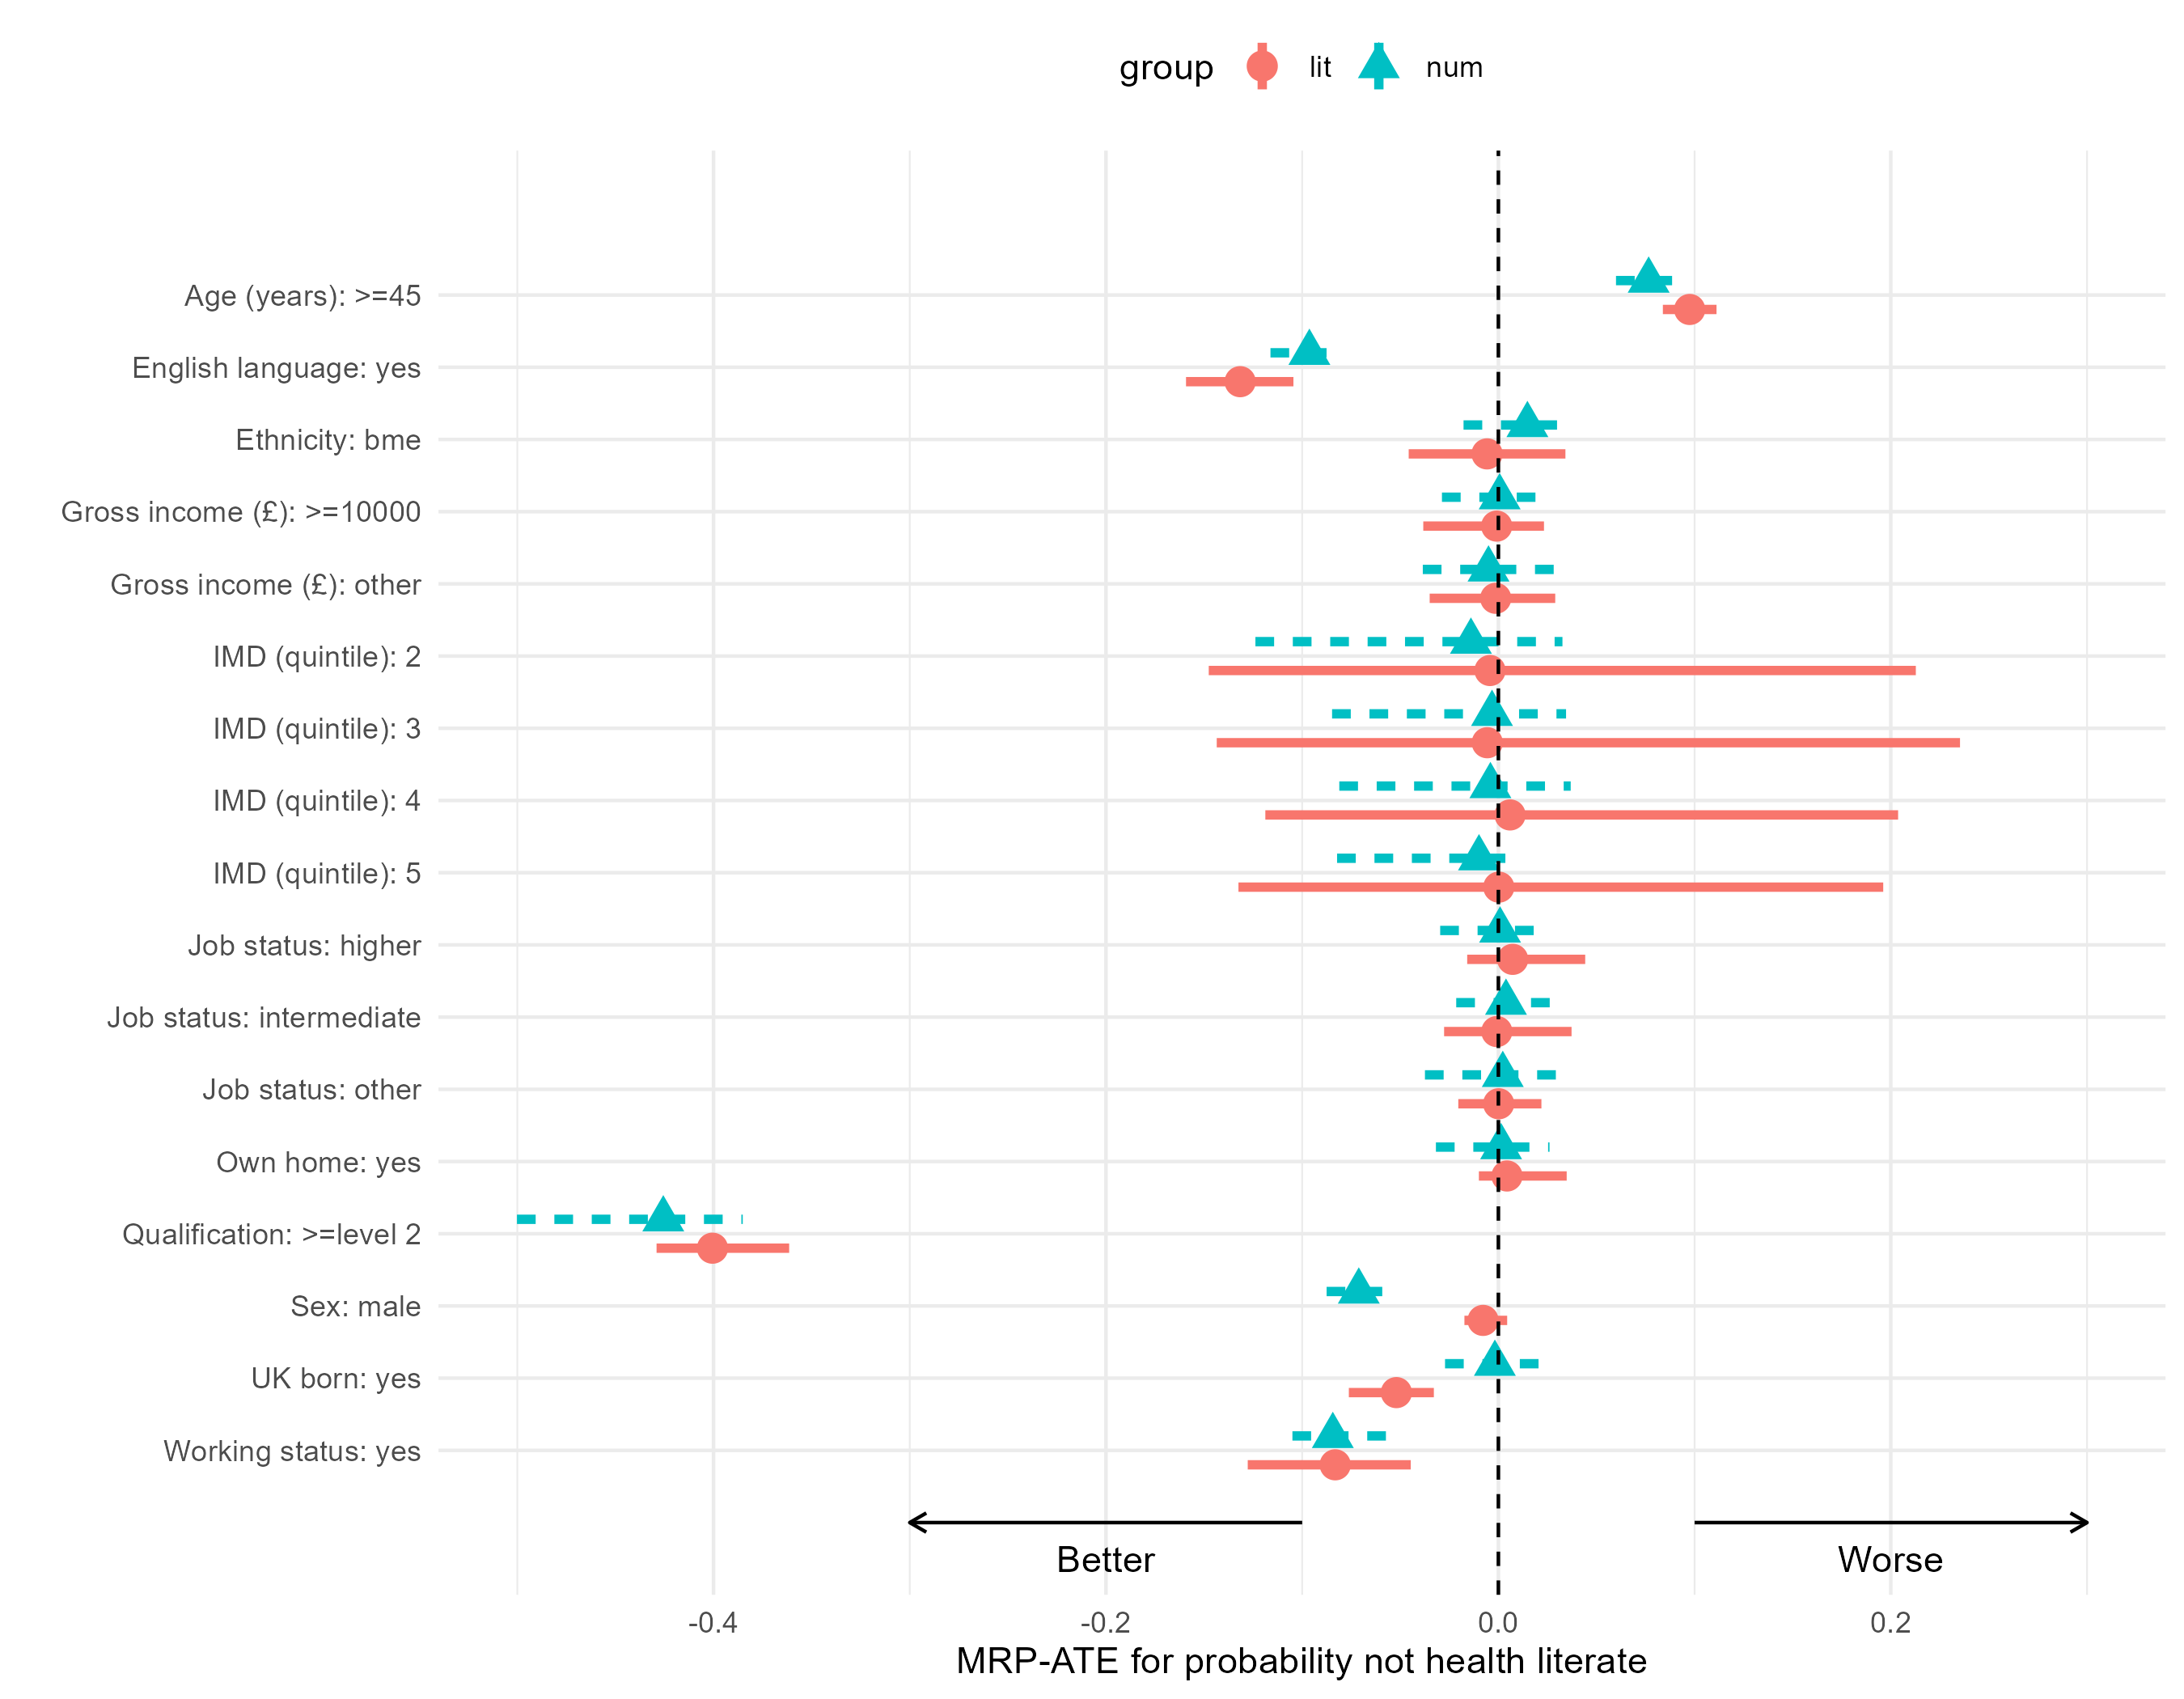 group lit num
Age (years): >=45
English language: yes
Ethnicity: bme
Gross income (£): >=10000
Gross income (£): other
IMD (quintile): 2
IMD (quintile): 3
IMD (quintile): 4
IMD (quintile): 5
Job status: higher
Job status: intermediate
Job status: other
Own home: yes
Qualification: >=level 2
Sex: male
UK born: yes
Working status: yes
Better Worse
-0.4 -0.2 0.0 0.2
MRP-ATE for probability not health literate